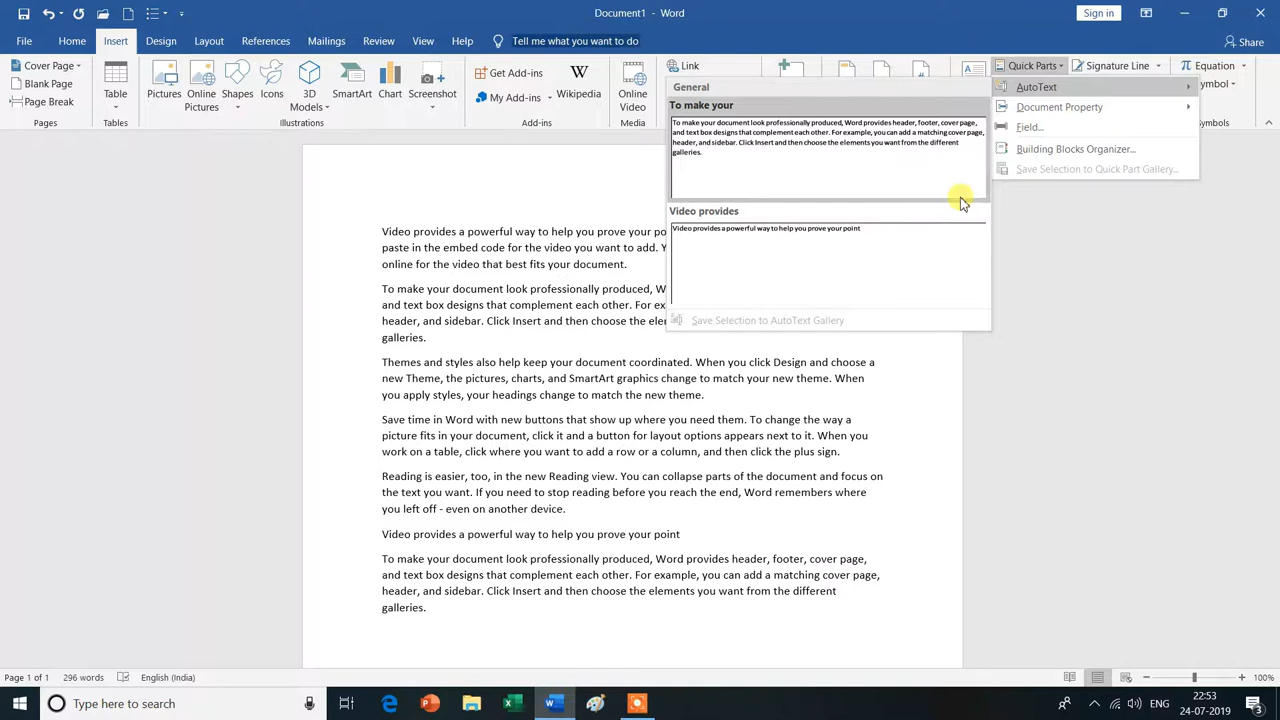 Document1 - Word
Sign in
File Home Insert Design Layout References Mailings Review View Help Tell me what you want to do Share
Cover Page
Blank Page
Page Break
Pages
Table
Tables
Pictures
Online
Pictures
Shapes
Icons
3D
Models
SmartArt
Chart
Screenshot
Illustrations
Get Add-ins
My Add-ins
Wikipedia
Add-ins
Online
Video
Media
Link
Quick Parts
Signature Line
Equation
AutoText
Document Property
Field...
Building Blocks Organizer...
Save Selection to Quick Part Gallery...
General
To make your
To make your document look professionally produced, Word provides header, footer, cover page,
and text box designs that complement each other. For example, you can add a matching cover page,
header, and sidebar. Click Insert and then choose the elements you want from the different
galleries.
Video provides
Video provides a powerful way to help you prove your point
Save Selection to AutoText Gallery
Video provides a powerful way to help you prove your po
paste in the embed code for the video you want to add. Y
online for the video that best fits your document.
To make your document look professionally produced, W
and text box designs that complement each other. For exa
header, and sidebar. Click Insert and then choose the elem
galleries.
Themes and styles also help keep your document coordinated. When you click Design and choose a
new Theme, the pictures, charts, and SmartArt graphics change to match your new theme. When
you apply styles, your headings change to match the new theme.
Save time in Word with new buttons that show up where you need them. To change the way a
picture fits in your document, click it and a button for layout options appears next to it. When you
work on a table, click where you want to add a row or a column, and then click the plus sign.
Reading is easier, too, in the new Reading view. You can collapse parts of the document and focus on
the text you want. If you need to stop reading before you reach the end, Word remembers where
you left off - even on another device.
Video provides a powerful way to help you prove your point
To make your document look professionally produced, Word provides header, footer, cover page,
and text box designs that complement each other. For example, you can add a matching cover page,
header, and sidebar. Click Insert and then choose the elements you want from the different
galleries.
Page 1 of 1 296 words English (India) 100%
Type here to search
ENG
22:53
24-07-2019